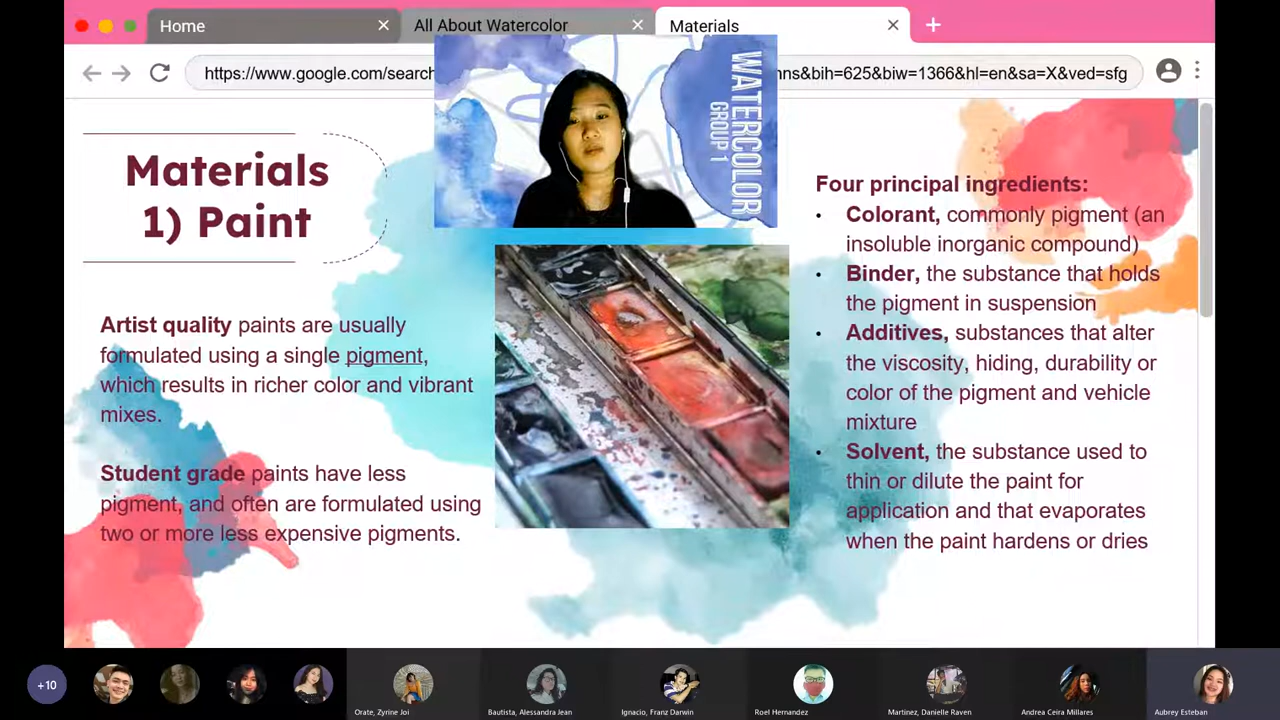 Home
All About Watercolor
Materials
https://www.google.com/search
nns&bih=625&biw=1366&hl=en&sa=X&ved=sfg
WATERCOLOR
GROUP 1
Materials
1) Paint
Artist quality paints are usually
formulated using a single pigment,
which results in richer color and vibrant
mixes.
Student grade paints have less
pigment, and often are formulated using
two or more less expensive pigments.
Four principal ingredients:
• Colorant, commonly pigment (an
insoluble inorganic compound)
• Binder, the substance that holds
the pigment in suspension
• Additives, substances that alter
the viscosity, hiding, durability or
color of the pigment and vehicle
mixture
• Solvent, the substance used to
thin or dilute the paint for
application and that evaporates
when the paint hardens or dries
+10
Orate, Zyrine Joi
Bautista, Alessandra Jean
Ignacio, Franz Darwin
Roel Hernandez
Martinez, Danielle Raven
Andrea Ceira Millares
Aubrey Esteban